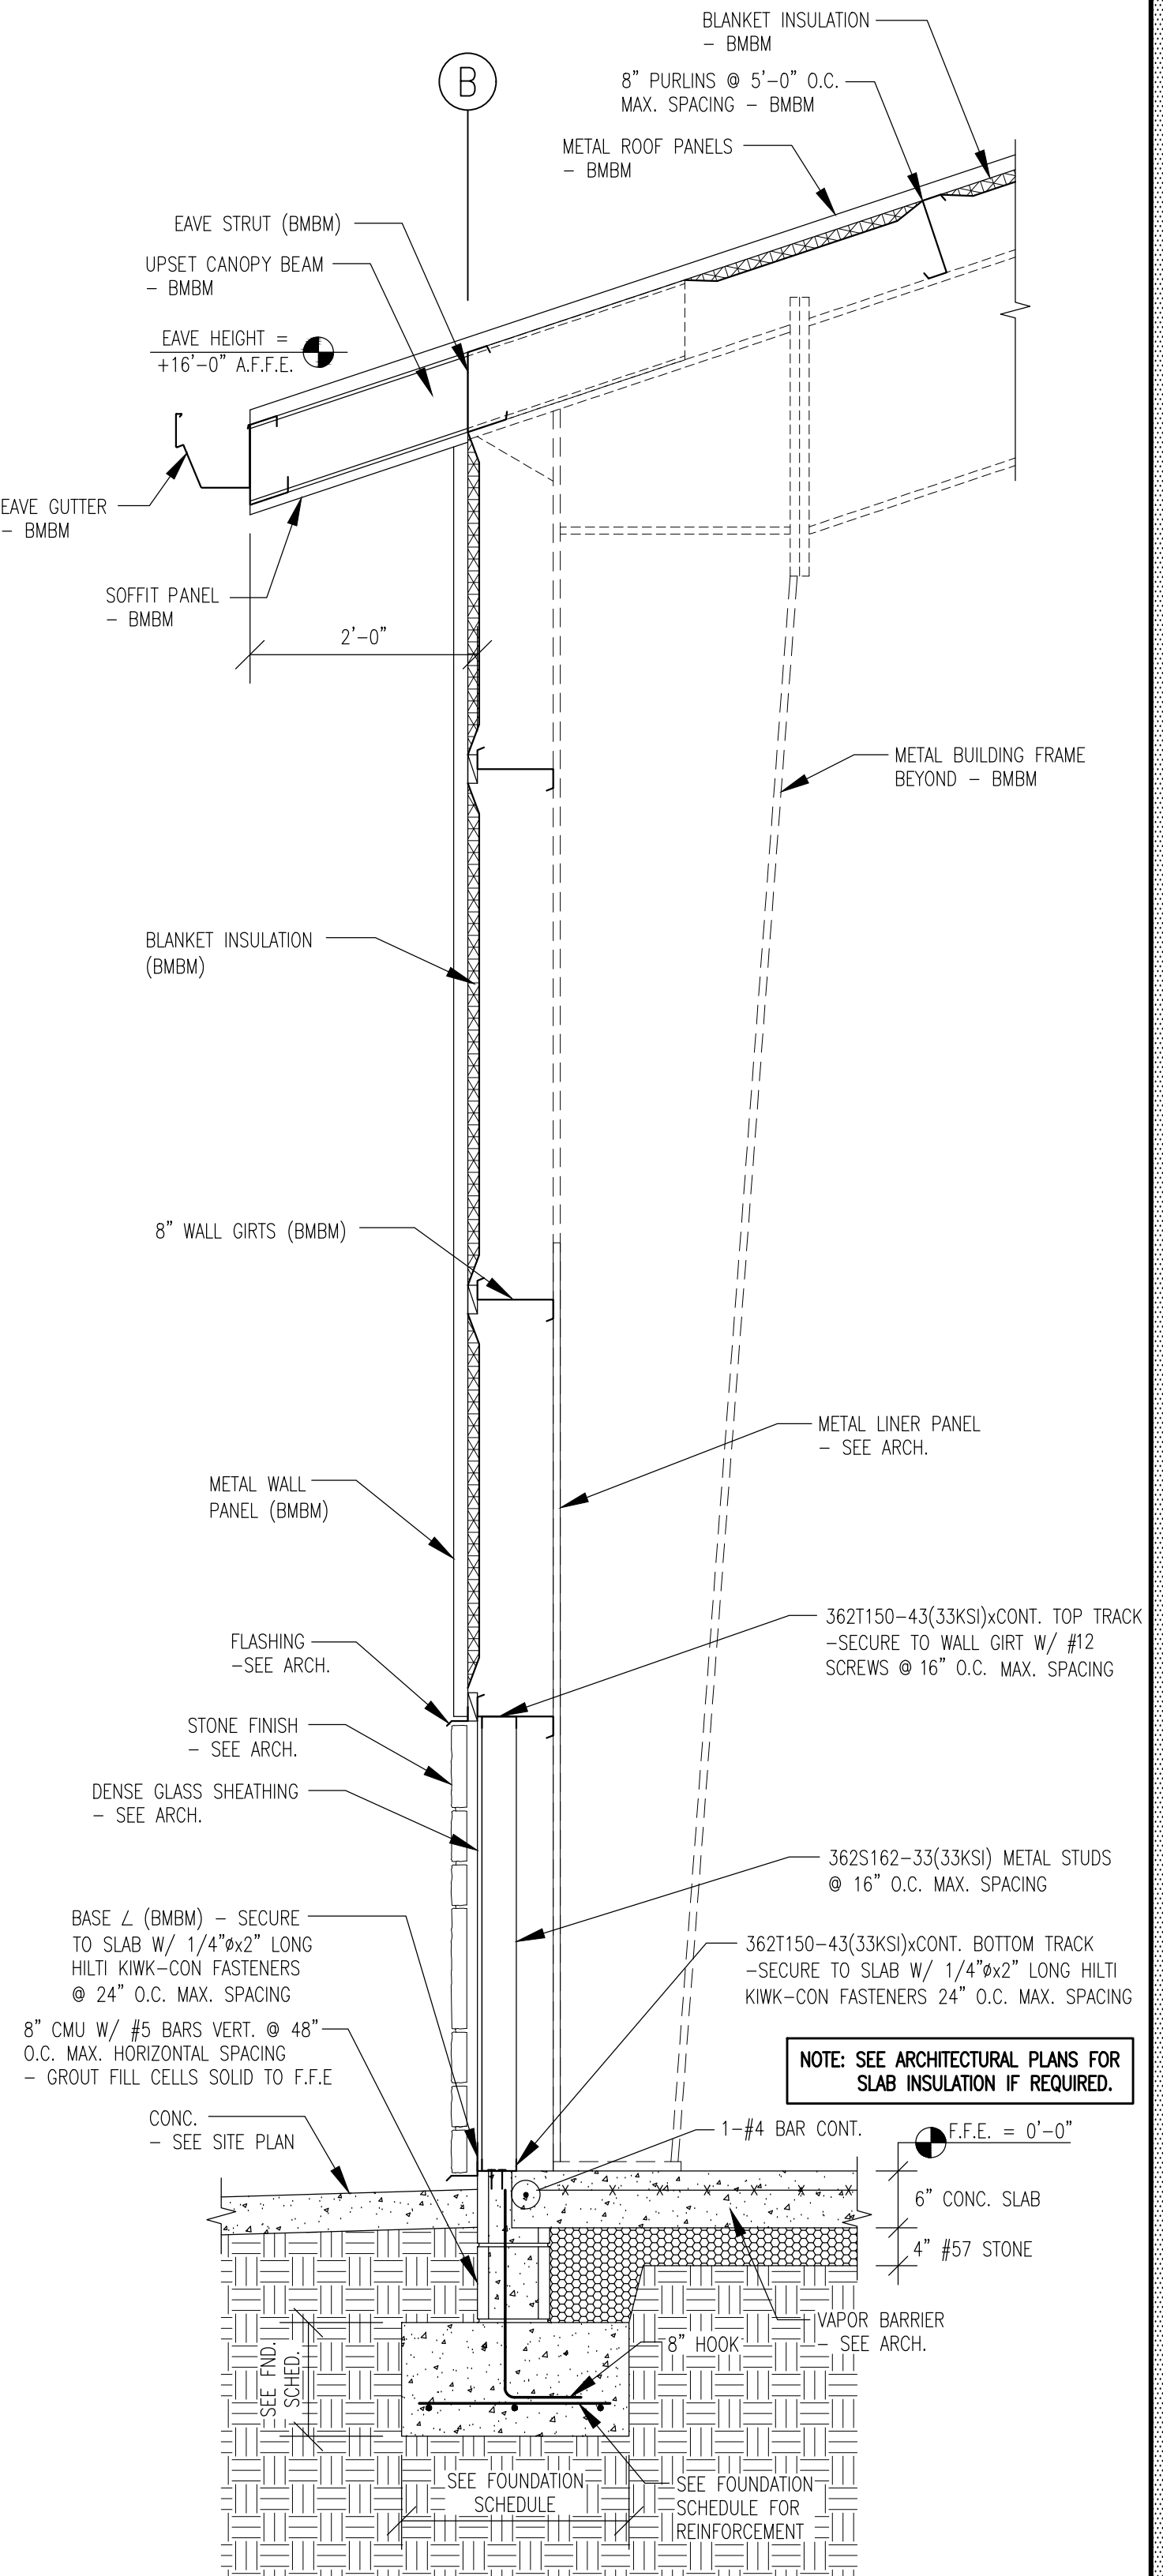 BLANKET INSULATION
- BMBM
B
8" PURLINS @ 5'-0" O.C.
MAX. SPACING - BMBM
METAL ROOF PANELS
- BMBM
EAVE STRUT (BMBM)
UPSET CANOPY BEAM
- BMBM
EAVE HEIGHT =
+16'-0" A.F.F.E.
EAVE GUTTER
- BMBM
SOFFIT PANEL
- BMBM
2'-0"
METAL BUILDING FRAME
BEYOND - BMBM
BLANKET INSULATION
(BMBM)
8" WALL GIRTS (BMBM)
METAL LINER PANEL
- SEE ARCH.
METAL WALL
PANEL (BMBM)
362T150-43(33KSI)xCONT. TOP TRACK
-SECURE TO WALL GIRT W/ #12
SCREWS @ 16" O.C. MAX. SPACING
FLASHING
-SEE ARCH.
STONE FINISH
- SEE ARCH.
DENSE GLASS SHEATHING
- SEE ARCH.
362S162-33(33KSI) METAL STUDS
@ 16" O.C. MAX. SPACING
BASE ∠ (BMBM) - SECURE
TO SLAB W/ 1/4"øx2" LONG
HILTI KIWK-CON FASTENERS
@ 24" O.C. MAX. SPACING
362T150-43(33KSI)xCONT. BOTTOM TRACK
-SECURE TO SLAB W/ 1/4"øx2" LONG HILTI
KIWK-CON FASTENERS 24" O.C. MAX. SPACING
8" CMU W/ #5 BARS VERT. @ 48"
O.C. MAX. HORIZONTAL SPACING
- GROUT FILL CELLS SOLID TO F.F.E
NOTE: SEE ARCHITECTURAL PLANS FOR
SLAB INSULATION IF REQUIRED.
CONC.
- SEE SITE PLAN
1-#4 BAR CONT.
F.F.E. = 0'-0"
6" CONC. SLAB
4" #57 STONE
VAPOR BARRIER
- SEE ARCH.
8" HOOK
SEE FND.
SCHED.
SEE FOUNDATION
SCHEDULE
SEE FOUNDATION
SCHEDULE FOR
REINFORCEMENT